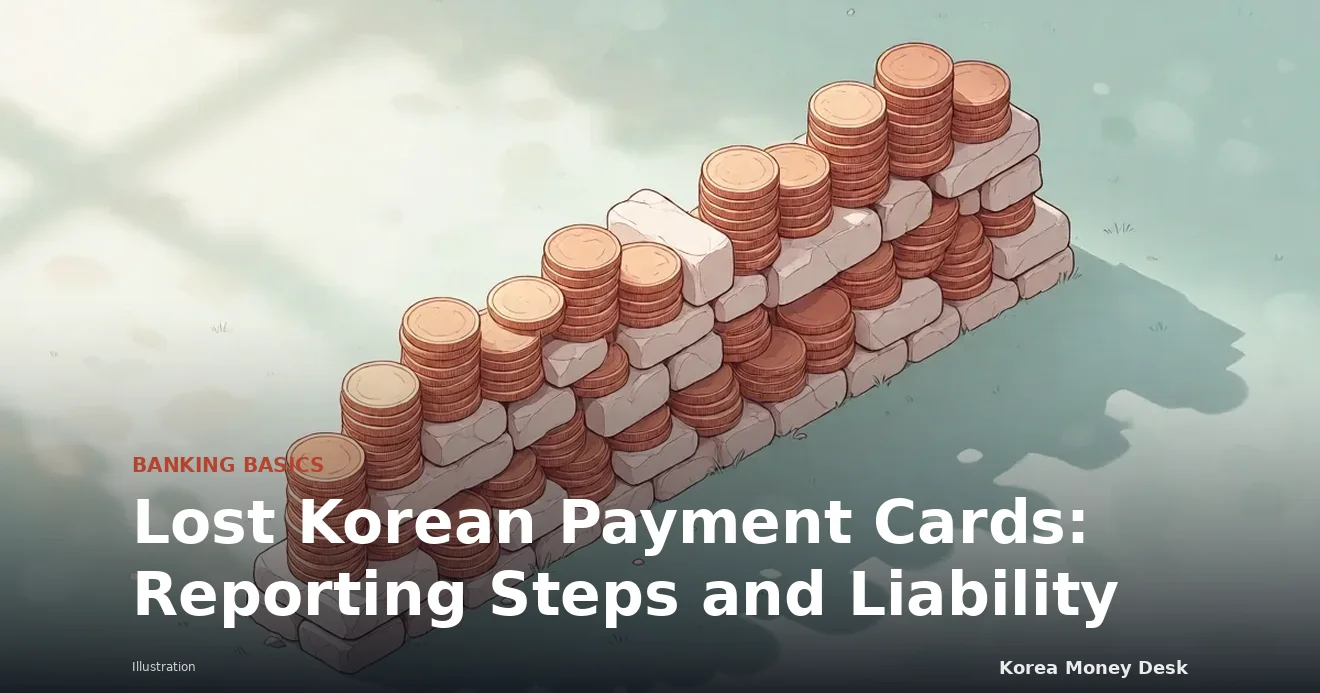 BANKING BASICS
Lost Korean Payment Cards:
Reporting Steps and Liability
Illustration
Korea Money Desk